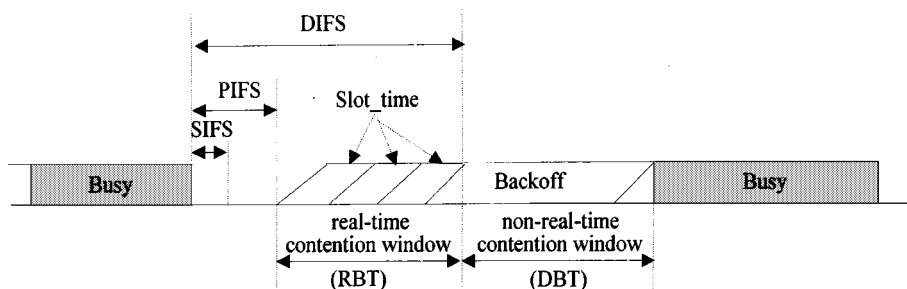 DIFS
PIFS
Slot_time
SIFS
Busy
Backoff
Busy
real-time
contention window
(RBT)
non-real-time
contention window
(DBT)